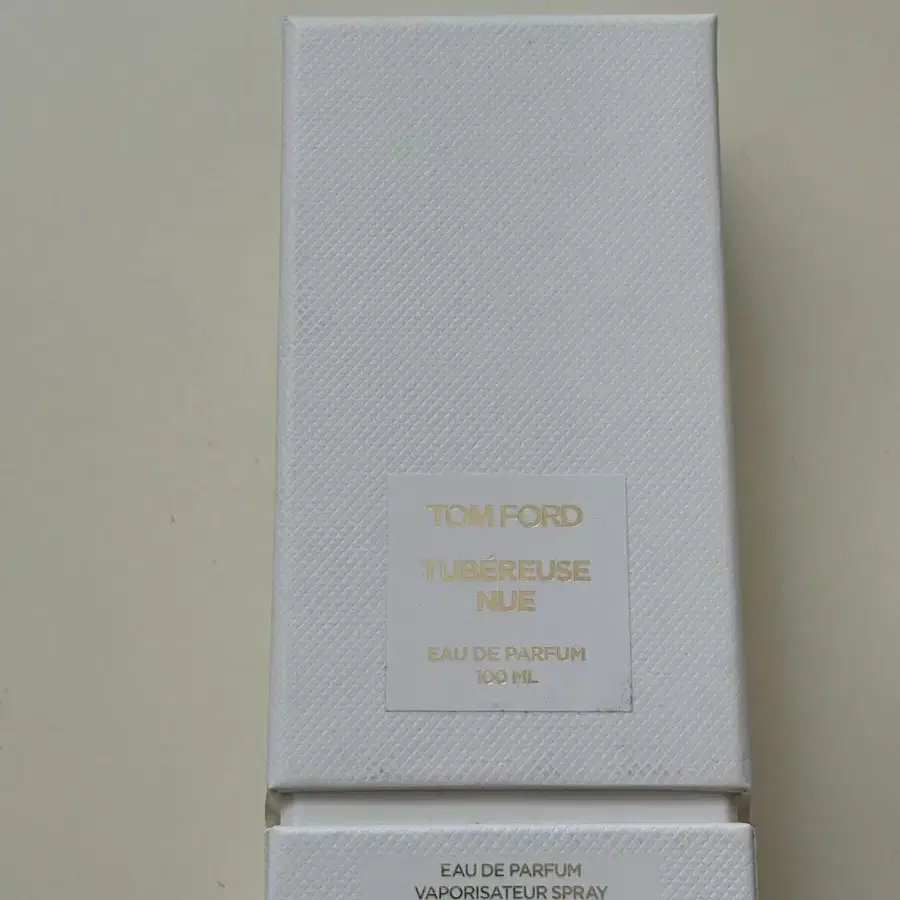 TOM FORD
TUBÉREUSE
NUE
EAU DE PARFUM
100 ML
EAU DE PARFUM
VAPORISATEUR SPRAY